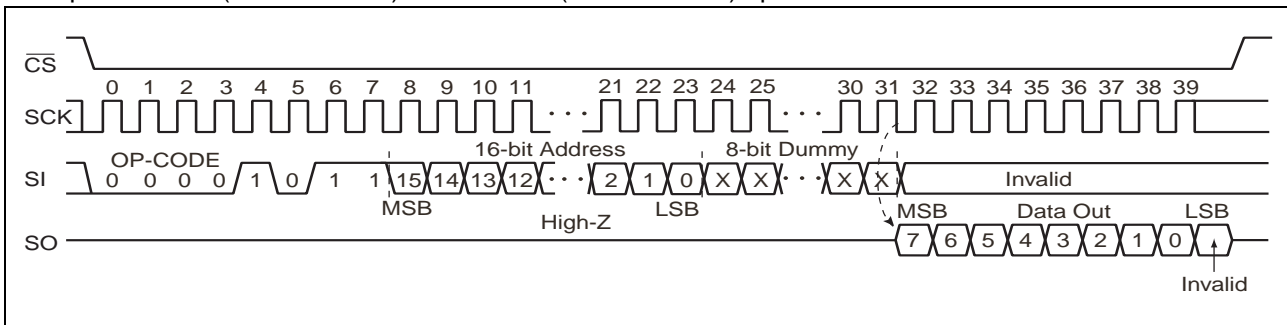 CS
0 1 2 3 4 5 6 7 8 9 10 11 21 22 23 24 25 30 31 32 33 34 35 36 37 38 39
SCK
OP-CODE 16-bit Address 8-bit Dummy
SI 0 0 0 0 1 0 1 1 15 14 13 12 2 1 0 X X X X Invalid
MSB LSB
High-Z
MSB Data Out LSB
SO 7 6 5 4 3 2 1 0
Invalid